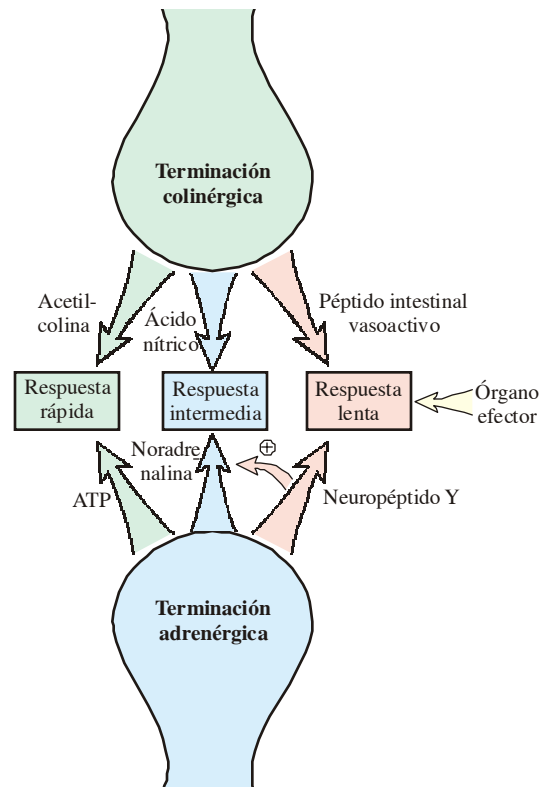 Terminación
colinérgica
Acetil-
colina
Ácido
nítrico
Péptido intestinal
vasoactivo
Respuesta
rápida
Respuesta
intermedia
Respuesta
lenta
Órgano
efector
Noradre-
nalina
+
ATP
Neuropéptido Y
Terminación
adrenérgica